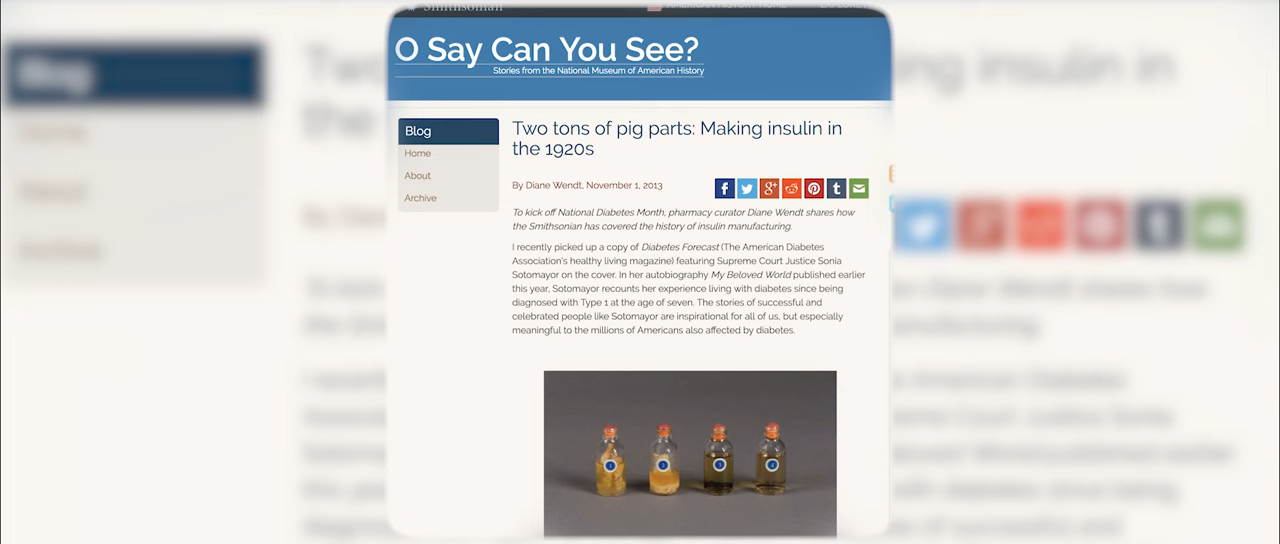 Smithsonian
AMERICAN HISTORY HOME
O Say Can You See?
Stories from the National Museum of American History
Blog
Home
About
Archive
Two tons of pig parts: Making insulin in
the 1920s
By Diane Wendt, November 1, 2013
To kick off National Diabetes Month, pharmacy curator Diane Wendt shares how
the Smithsonian has covered the history of insulin manufacturing.
I recently picked up a copy of Diabetes Forecast (The American Diabetes
Association's healthy living magazine) featuring Supreme Court Justice Sonia
Sotomayor on the cover. In her autobiography My Beloved World published earlier
this year, Sotomayor recounts her experience living with diabetes since being
diagnosed with Type 1 at the age of seven. The stories of successful and
celebrated people like Sotomayor are inspirational for all of us, but especially
meaningful to the millions of Americans also affected by diabetes.